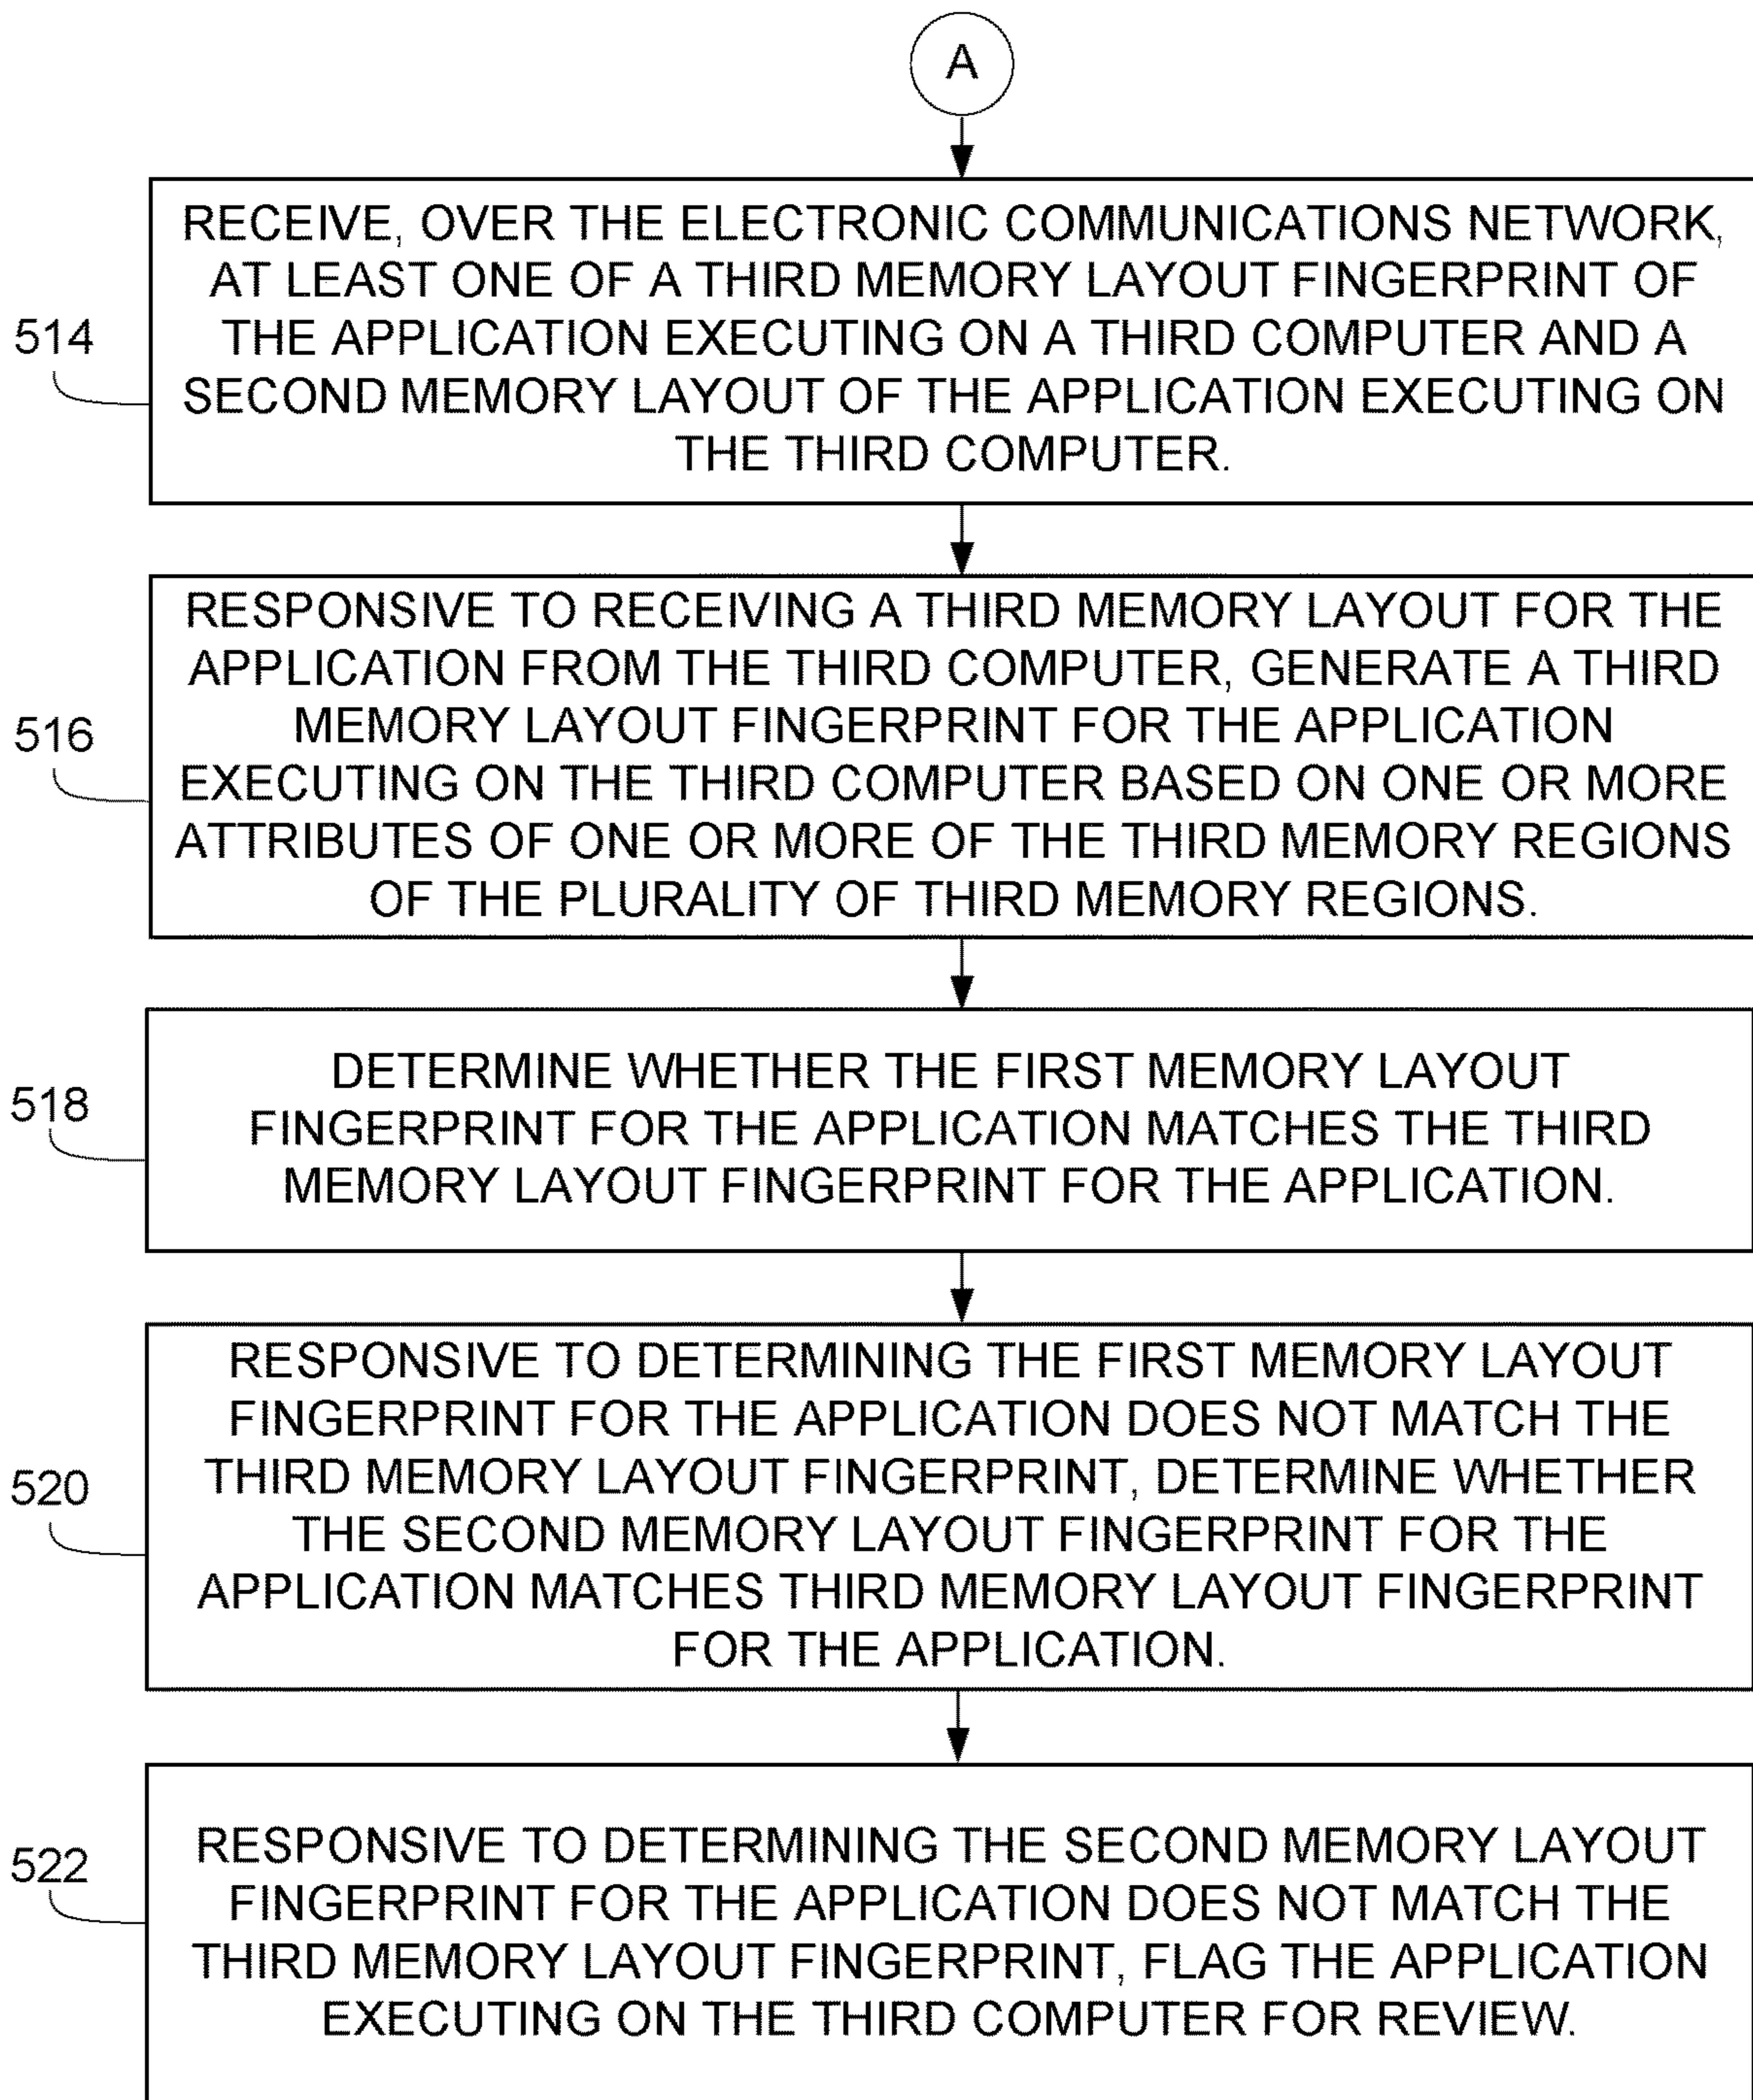 A
RECEIVE, OVER THE ELECTRONIC COMMUNICATIONS NETWORK,
AT LEAST ONE OF A THIRD MEMORY LAYOUT FINGERPRINT OF
THE APPLICATION EXECUTING ON A THIRD COMPUTER AND A
SECOND MEMORY LAYOUT OF THE APPLICATION EXECUTING ON
THE THIRD COMPUTER.
514
RESPONSIVE TO RECEIVING A THIRD MEMORY LAYOUT FOR THE
APPLICATION FROM THE THIRD COMPUTER, GENERATE A THIRD
MEMORY LAYOUT FINGERPRINT FOR THE APPLICATION
EXECUTING ON THE THIRD COMPUTER BASED ON ONE OR MORE
ATTRIBUTES OF ONE OR MORE OF THE THIRD MEMORY REGIONS
OF THE PLURALITY OF THIRD MEMORY REGIONS.
516
DETERMINE WHETHER THE FIRST MEMORY LAYOUT
FINGERPRINT FOR THE APPLICATION MATCHES THE THIRD
MEMORY LAYOUT FINGERPRINT FOR THE APPLICATION.
518
RESPONSIVE TO DETERMINING THE FIRST MEMORY LAYOUT
FINGERPRINT FOR THE APPLICATION DOES NOT MATCH THE
THIRD MEMORY LAYOUT FINGERPRINT, DETERMINE WHETHER
THE SECOND MEMORY LAYOUT FINGERPRINT FOR THE
APPLICATION MATCHES THIRD MEMORY LAYOUT FINGERPRINT
FOR THE APPLICATION.
520
RESPONSIVE TO DETERMINING THE SECOND MEMORY LAYOUT
FINGERPRINT FOR THE APPLICATION DOES NOT MATCH THE
THIRD MEMORY LAYOUT FINGERPRINT, FLAG THE APPLICATION
EXECUTING ON THE THIRD COMPUTER FOR REVIEW.
522